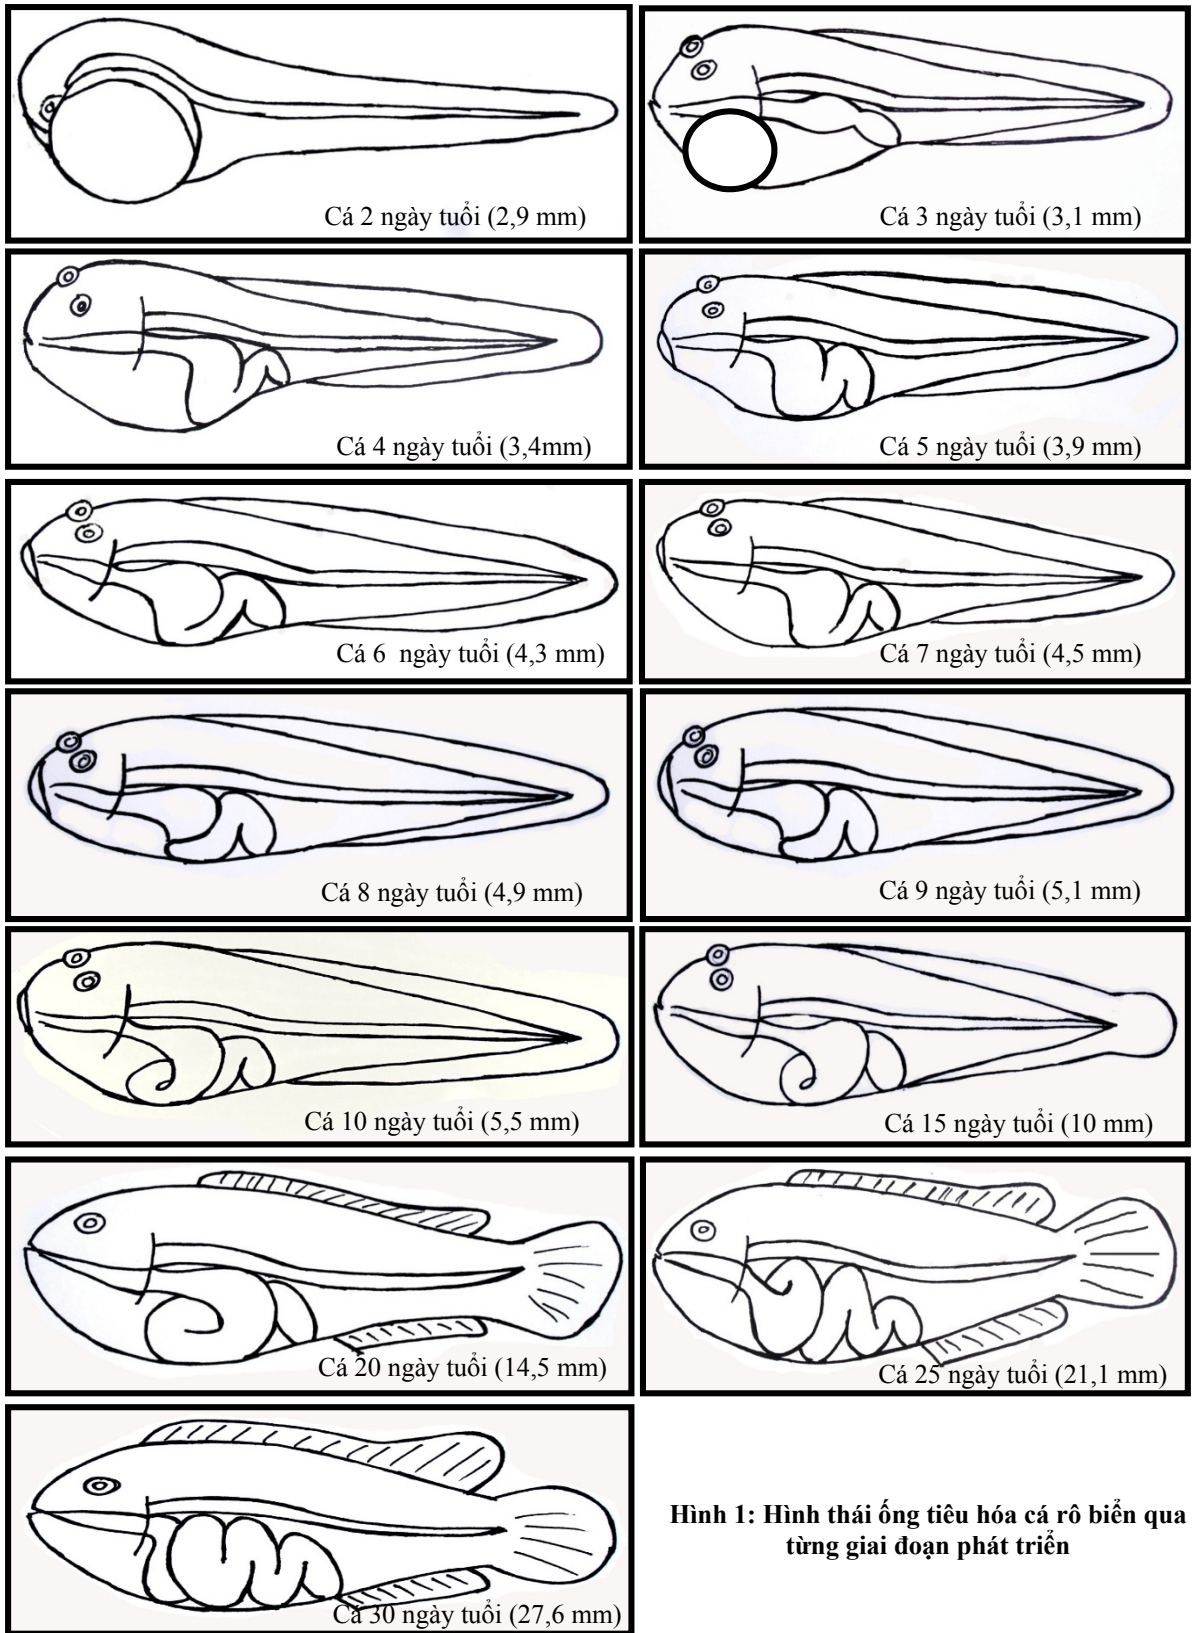 Cá 2 ngày tuổi (2,9 mm)
Cá 3 ngày tuổi (3,1 mm)
Cá 4 ngày tuổi (3,4mm)
Cá 5 ngày tuổi (3,9 mm)
Cá 6 ngày tuổi (4,3 mm)
Cá 7 ngày tuổi (4,5 mm)
Cá 8 ngày tuổi (4,9 mm)
Cá 9 ngày tuổi (5,1 mm)
Cá 10 ngày tuổi (5,5 mm)
Cá 15 ngày tuổi (10 mm)
Cá 20 ngày tuổi (14,5 mm)
Cá 25 ngày tuổi (21,1 mm)
Cá 30 ngày tuổi (27,6 mm)
Hình 1: Hình thái ống tiêu hóa cá rô biển qua
từng giai đoạn phát triển